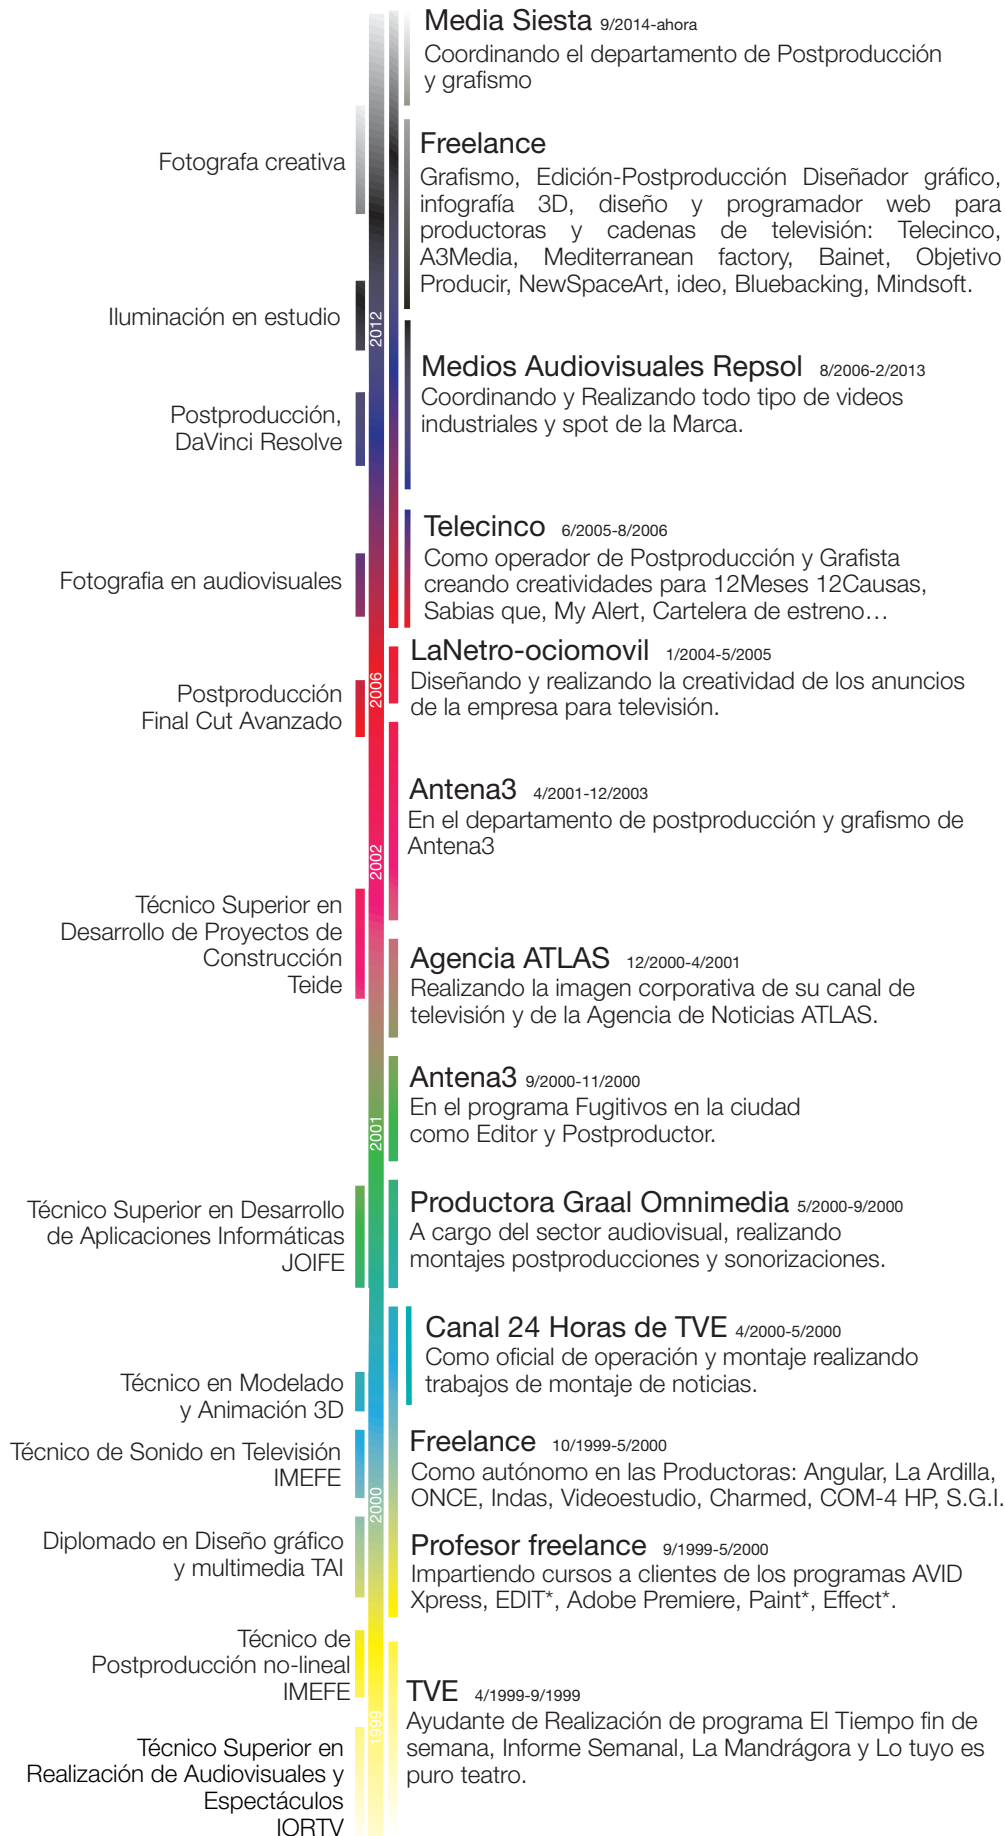 Media Siesta 9/2014-ahora
Coordinando el departamento de Postproducción
y grafismo
Fotografa creativa
Freelance
Grafismo, Edición-Postproducción Diseñador gráfico,
infografía 3D, diseño y programador web para
productoras y cadenas de televisión: Telecinco,
A3Media, Mediterranean factory, Bainet, Objetivo
Producir, NewSpaceArt, ideo, Bluebacking, Mindsoft.
Iluminación en estudio
2012
Medios Audiovisuales Repsol 8/2006-2/2013
Coordinando y Realizando todo tipo de videos
industriales y spot de la Marca.
Postproducción,
DaVinci Resolve
Telecinco 6/2005-8/2006
Como operador de Postproducción y Grafista
creando creatividades para 12Meses 12Causas,
Sabias que, My Alert, Cartelera de estreno…
Fotografia en audiovisuales
LaNetro-ociomovil 1/2004-5/2005
Diseñando y realizando la creatividad de los anuncios
de la empresa para televisión.
2006
Postproducción
Final Cut Avanzado
Antena3 4/2001-12/2003
En el departamento de postproducción y grafismo de
Antena3
2002
Técnico Superior en
Desarrollo de Proyectos de
Construcción
Teide
Agencia ATLAS 12/2000-4/2001
Realizando la imagen corporativa de su canal de
televisión y de la Agencia de Noticias ATLAS.
Antena3 9/2000-11/2000
En el programa Fugitivos en la ciudad
como Editor y Postproductor.
2001
Técnico Superior en Desarrollo
de Aplicaciones Informáticas
JOIFE
Productora Graal Omnimedia 5/2000-9/2000
A cargo del sector audiovisual, realizando
montajes postproducciones y sonorizaciones.
Canal 24 Horas de TVE 4/2000-5/2000
Como oficial de operación y montaje realizando
trabajos de montaje de noticias.
Técnico en Modelado
y Animación 3D
Técnico de Sonido en Televisión
IMEFE
Freelance 10/1999-5/2000
Como autónomo en las Productoras: Angular, La Ardilla,
ONCE, Indas, Videoestudio, Charmed, COM-4 HP, S.G.I.
2000
Diplomado en Diseño gráfico
y multimedia TAI
Profesor freelance 9/1999-5/2000
Impartiendo cursos a clientes de los programas AVID
Xpress, EDIT*, Adobe Premiere, Paint*, Effect*.
Técnico de
Postproducción no-lineal
IMEFE
TVE 4/1999-9/1999
Ayudante de Realización de programa El Tiempo fin de
semana, Informe Semanal, La Mandrágora y Lo tuyo es
puro teatro.
1999
Técnico Superior en
Realización de Audiovisuales y
Espectáculos
IORTV